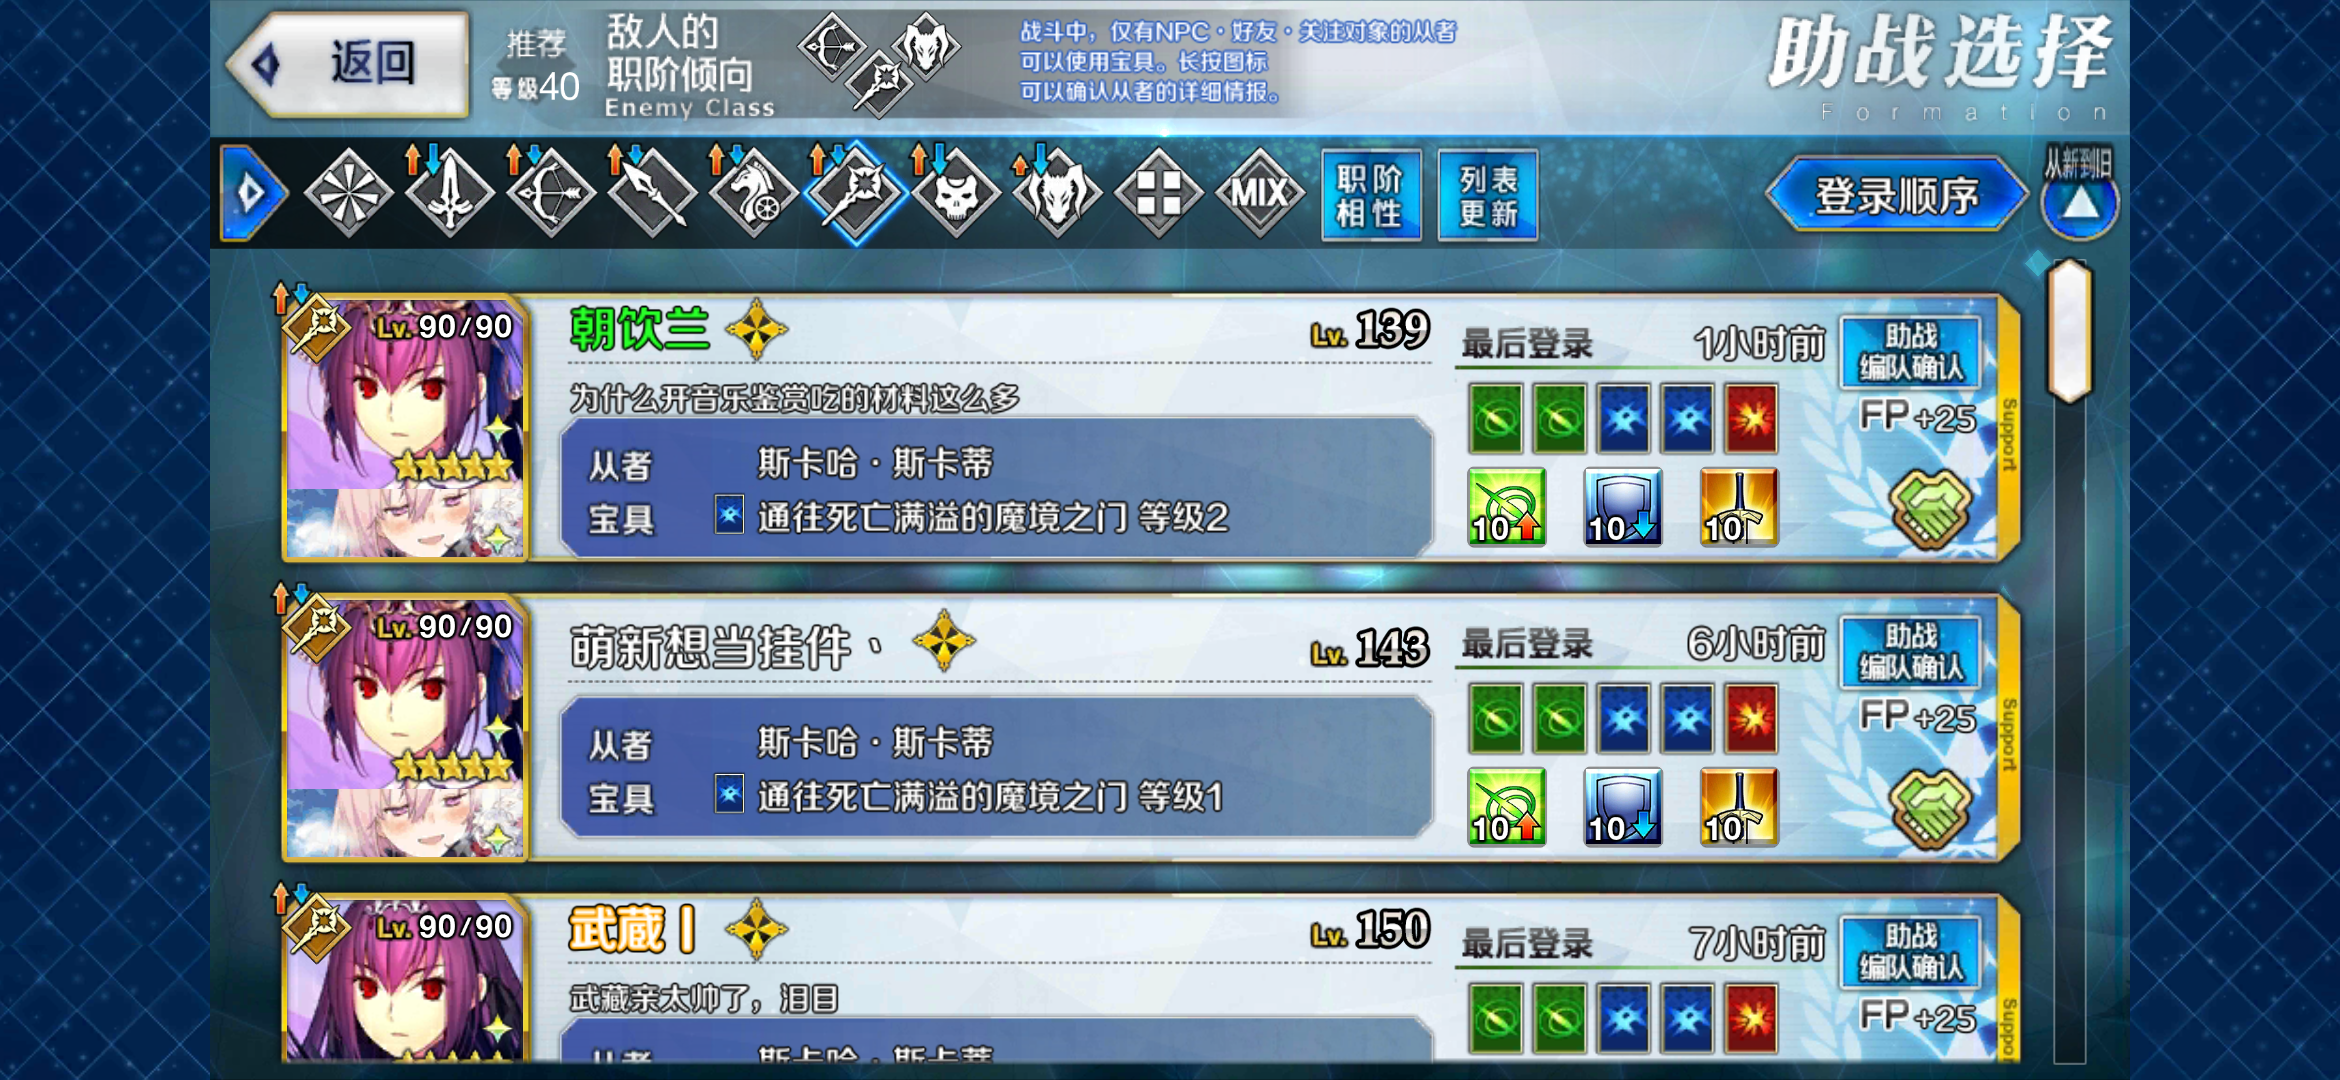 返回
推荐
等级40
敌人的
职阶倾向
Enemy Class
战斗中，仅有NPC·好友·关注对象的从者
可以使用宝具。长按图标
可以确认从者的详细情报。
助战选择
Formation
MIX
职阶
相性
列表
更新
登录顺序
从新到旧
Lv. 90/90
朝饮兰
Lv. 139
最后登录 1小时前
助战
编队确认
为什么开音乐鉴赏吃的材料这么多
FP +25
Support
从者 斯卡哈·斯卡蒂
宝具 通往死亡满溢的魔境之门 等级2
10 10 10
Lv. 90/90
萌新想当挂件丶
Lv. 143
最后登录 6小时前
助战
编队确认
FP +25
Support
从者 斯卡哈·斯卡蒂
宝具 通往死亡满溢的魔境之门 等级1
10 10 10
Lv. 90/90
武藏丨
Lv. 150
最后登录 7小时前
助战
编队确认
武藏亲太帅了，泪目
FP +25
Suppor
从者 斯卡哈·斯卡蒂